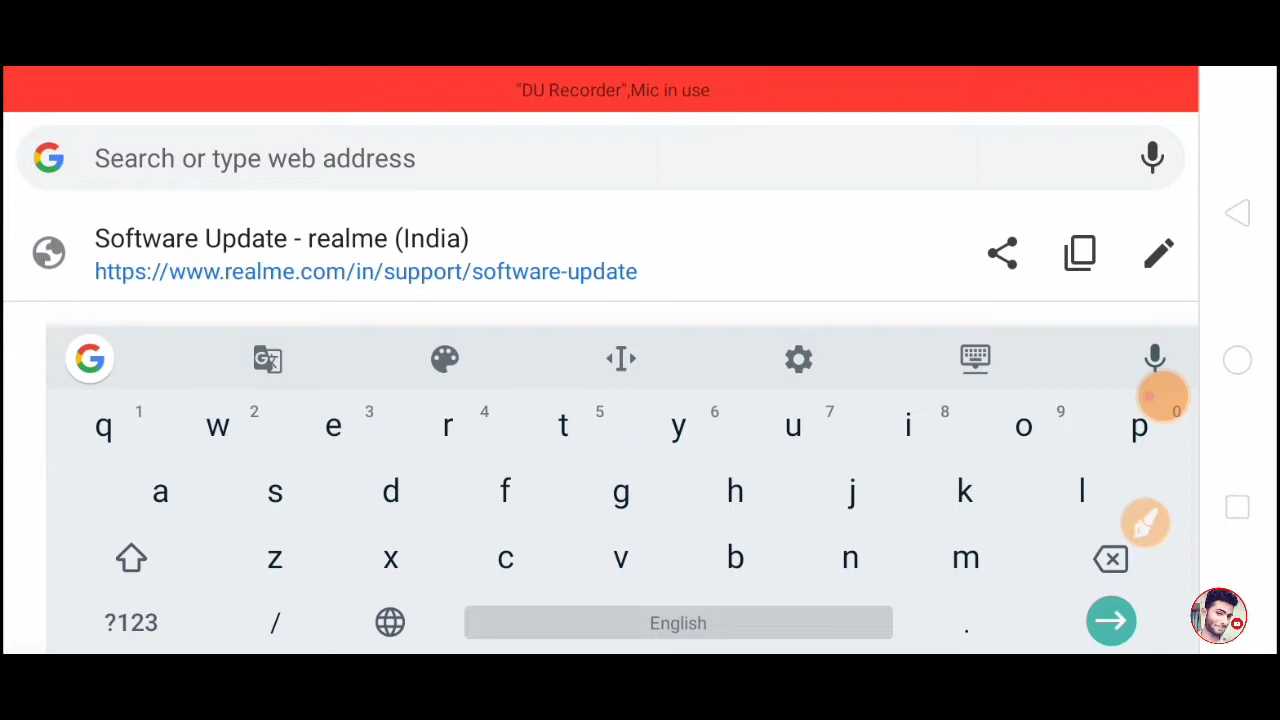 "DU Recorder",Mic in use
Search or type web address
Software Update - realme (India)
https://www.realme.com/in/support/software-update
1 2 3 4 5 6 7 8 9 0
q w e r t y u i o p
a s d f g h j k l
z x c v b n m
?123 / English .